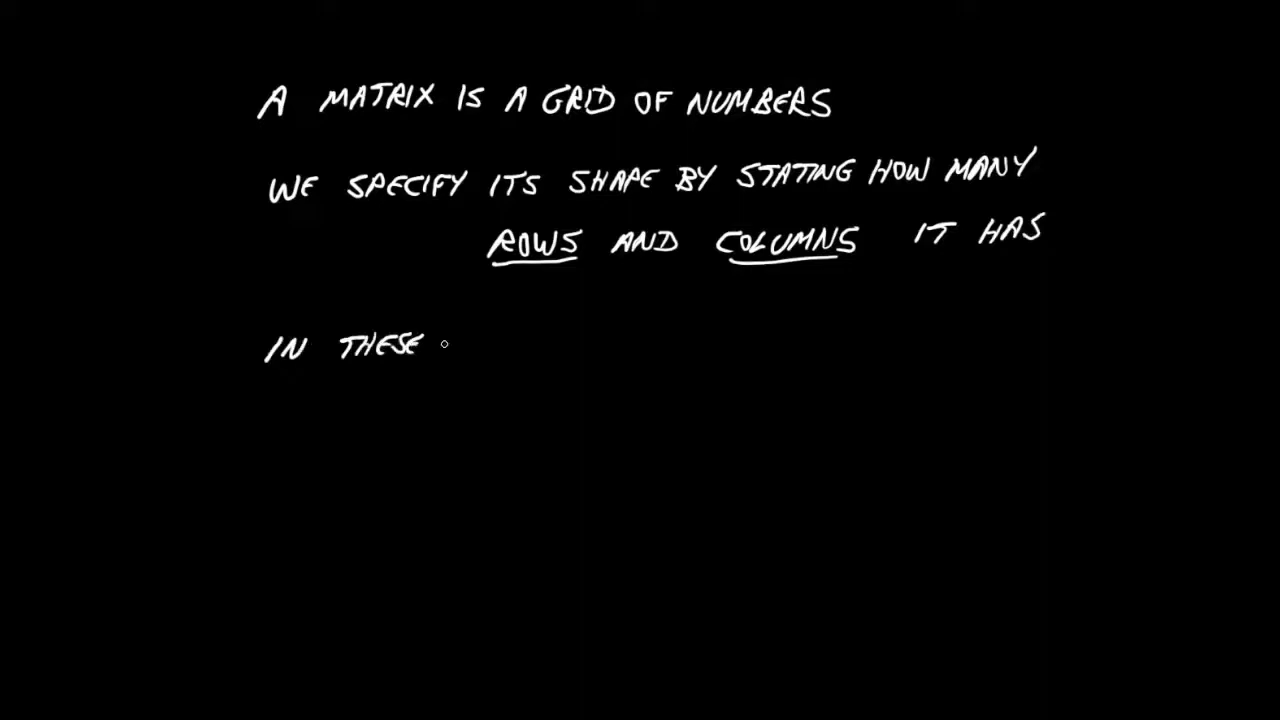 A MATRIX IS A GRID OF NUMBERS
WE SPECIFY ITS SHAPE BY STATING HOW MANY
ROWS AND COLUMNS IT HAS
IN THESE